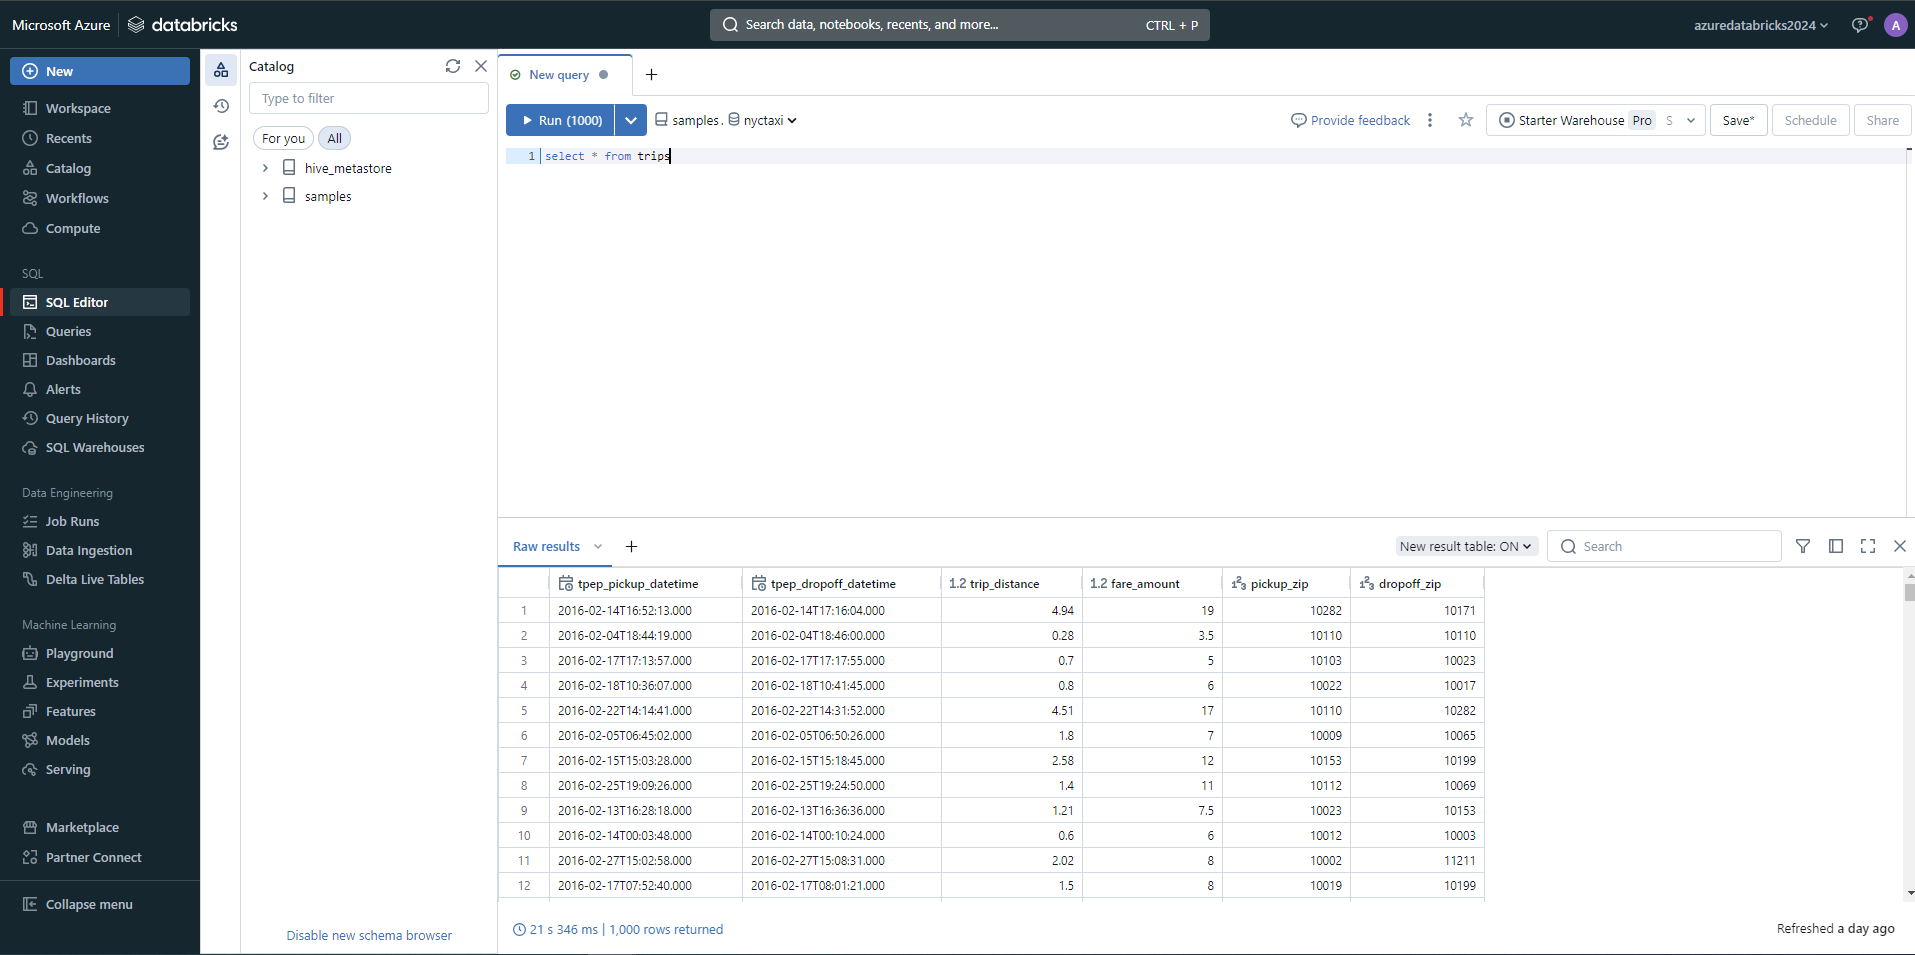 Microsoft Azure databricks
Search data, notebooks, recents, and more... CTRL + P
azuredatabricks2024
A
New
Workspace
Recents
Catalog
Workflows
Compute
SQL
SQL Editor
Queries
Dashboards
Alerts
Query History
SQL Warehouses
Data Engineering
Job Runs
Data Ingestion
Delta Live Tables
Machine Learning
Playground
Experiments
Features
Models
Serving
Marketplace
Partner Connect
Collapse menu
Catalog
Type to filter
For you All
hive_metastore
samples
Disable new schema browser
New query
Run (1000) samples. nyctaxi
Provide feedback Starter Warehouse Pro S Save* Schedule Share
1 select * from trips
Raw results New result table: ON Search
tpep_pickup_datetime tpep_dropoff_datetime 1.2 trip_distance 1.2 fare_amount 123 pickup_zip 123 dropoff_zip
1 2016-02-14T16:52:13.000 2016-02-14T17:16:04.000 4.94 19 10282 10171
2 2016-02-04T18:44:19.000 2016-02-04T18:46:00.000 0.28 3.5 10110 10110
3 2016-02-17T17:13:57.000 2016-02-17T17:17:55.000 0.7 5 10103 10023
4 2016-02-18T10:36:07.000 2016-02-18T10:41:45.000 0.8 6 10022 10017
5 2016-02-22T14:14:41.000 2016-02-22T14:31:52.000 4.51 17 10110 10282
6 2016-02-05T06:45:02.000 2016-02-05T06:50:26.000 1.8 7 10009 10065
7 2016-02-15T15:03:28.000 2016-02-15T15:18:45.000 2.58 12 10153 10199
8 2016-02-25T19:09:26.000 2016-02-25T19:24:50.000 1.4 11 10112 10069
9 2016-02-13T16:28:18.000 2016-02-13T16:36:36.000 1.21 7.5 10023 10153
10 2016-02-14T00:03:48.000 2016-02-14T00:10:24.000 0.6 6 10012 10003
11 2016-02-27T15:02:58.000 2016-02-27T15:08:31.000 2.02 8 10002 11211
12 2016-02-17T07:52:40.000 2016-02-17T08:01:21.000 1.5 8 10019 10199
21 s 346 ms | 1,000 rows returned
Refreshed a day ago